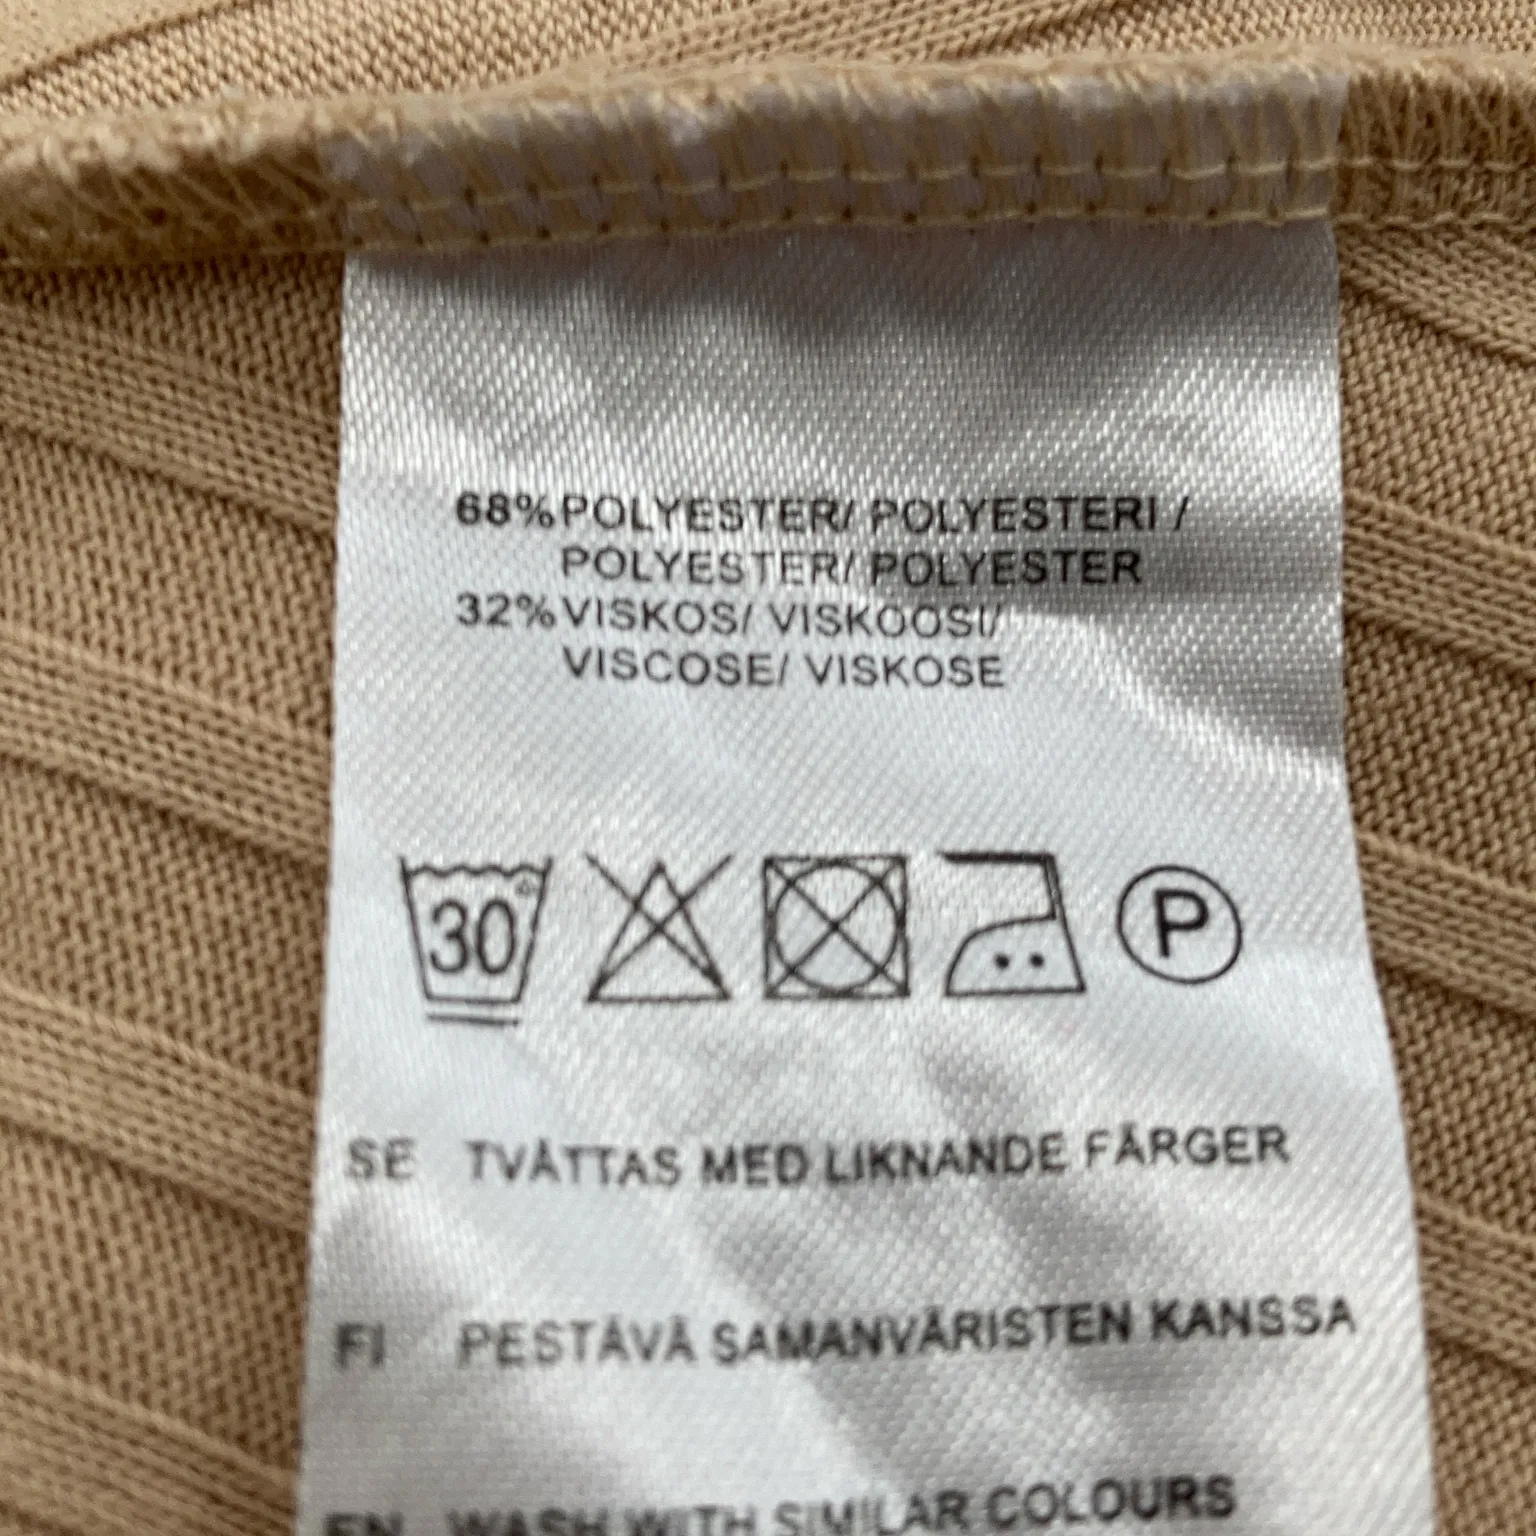 68% POLYESTER/ POLYESTERI /
POLYESTER/ POLYESTER
32% VISKOS/ VISKOOSI/
VISCOSE/ VISKOSE
30° P
SE TVÄTTAS MED LIKNANDE FÄRGER
FI PESTÄVÄ SAMANVÄRISTEN KANSSA
EN WASH WITH SIMILAR COLOURS